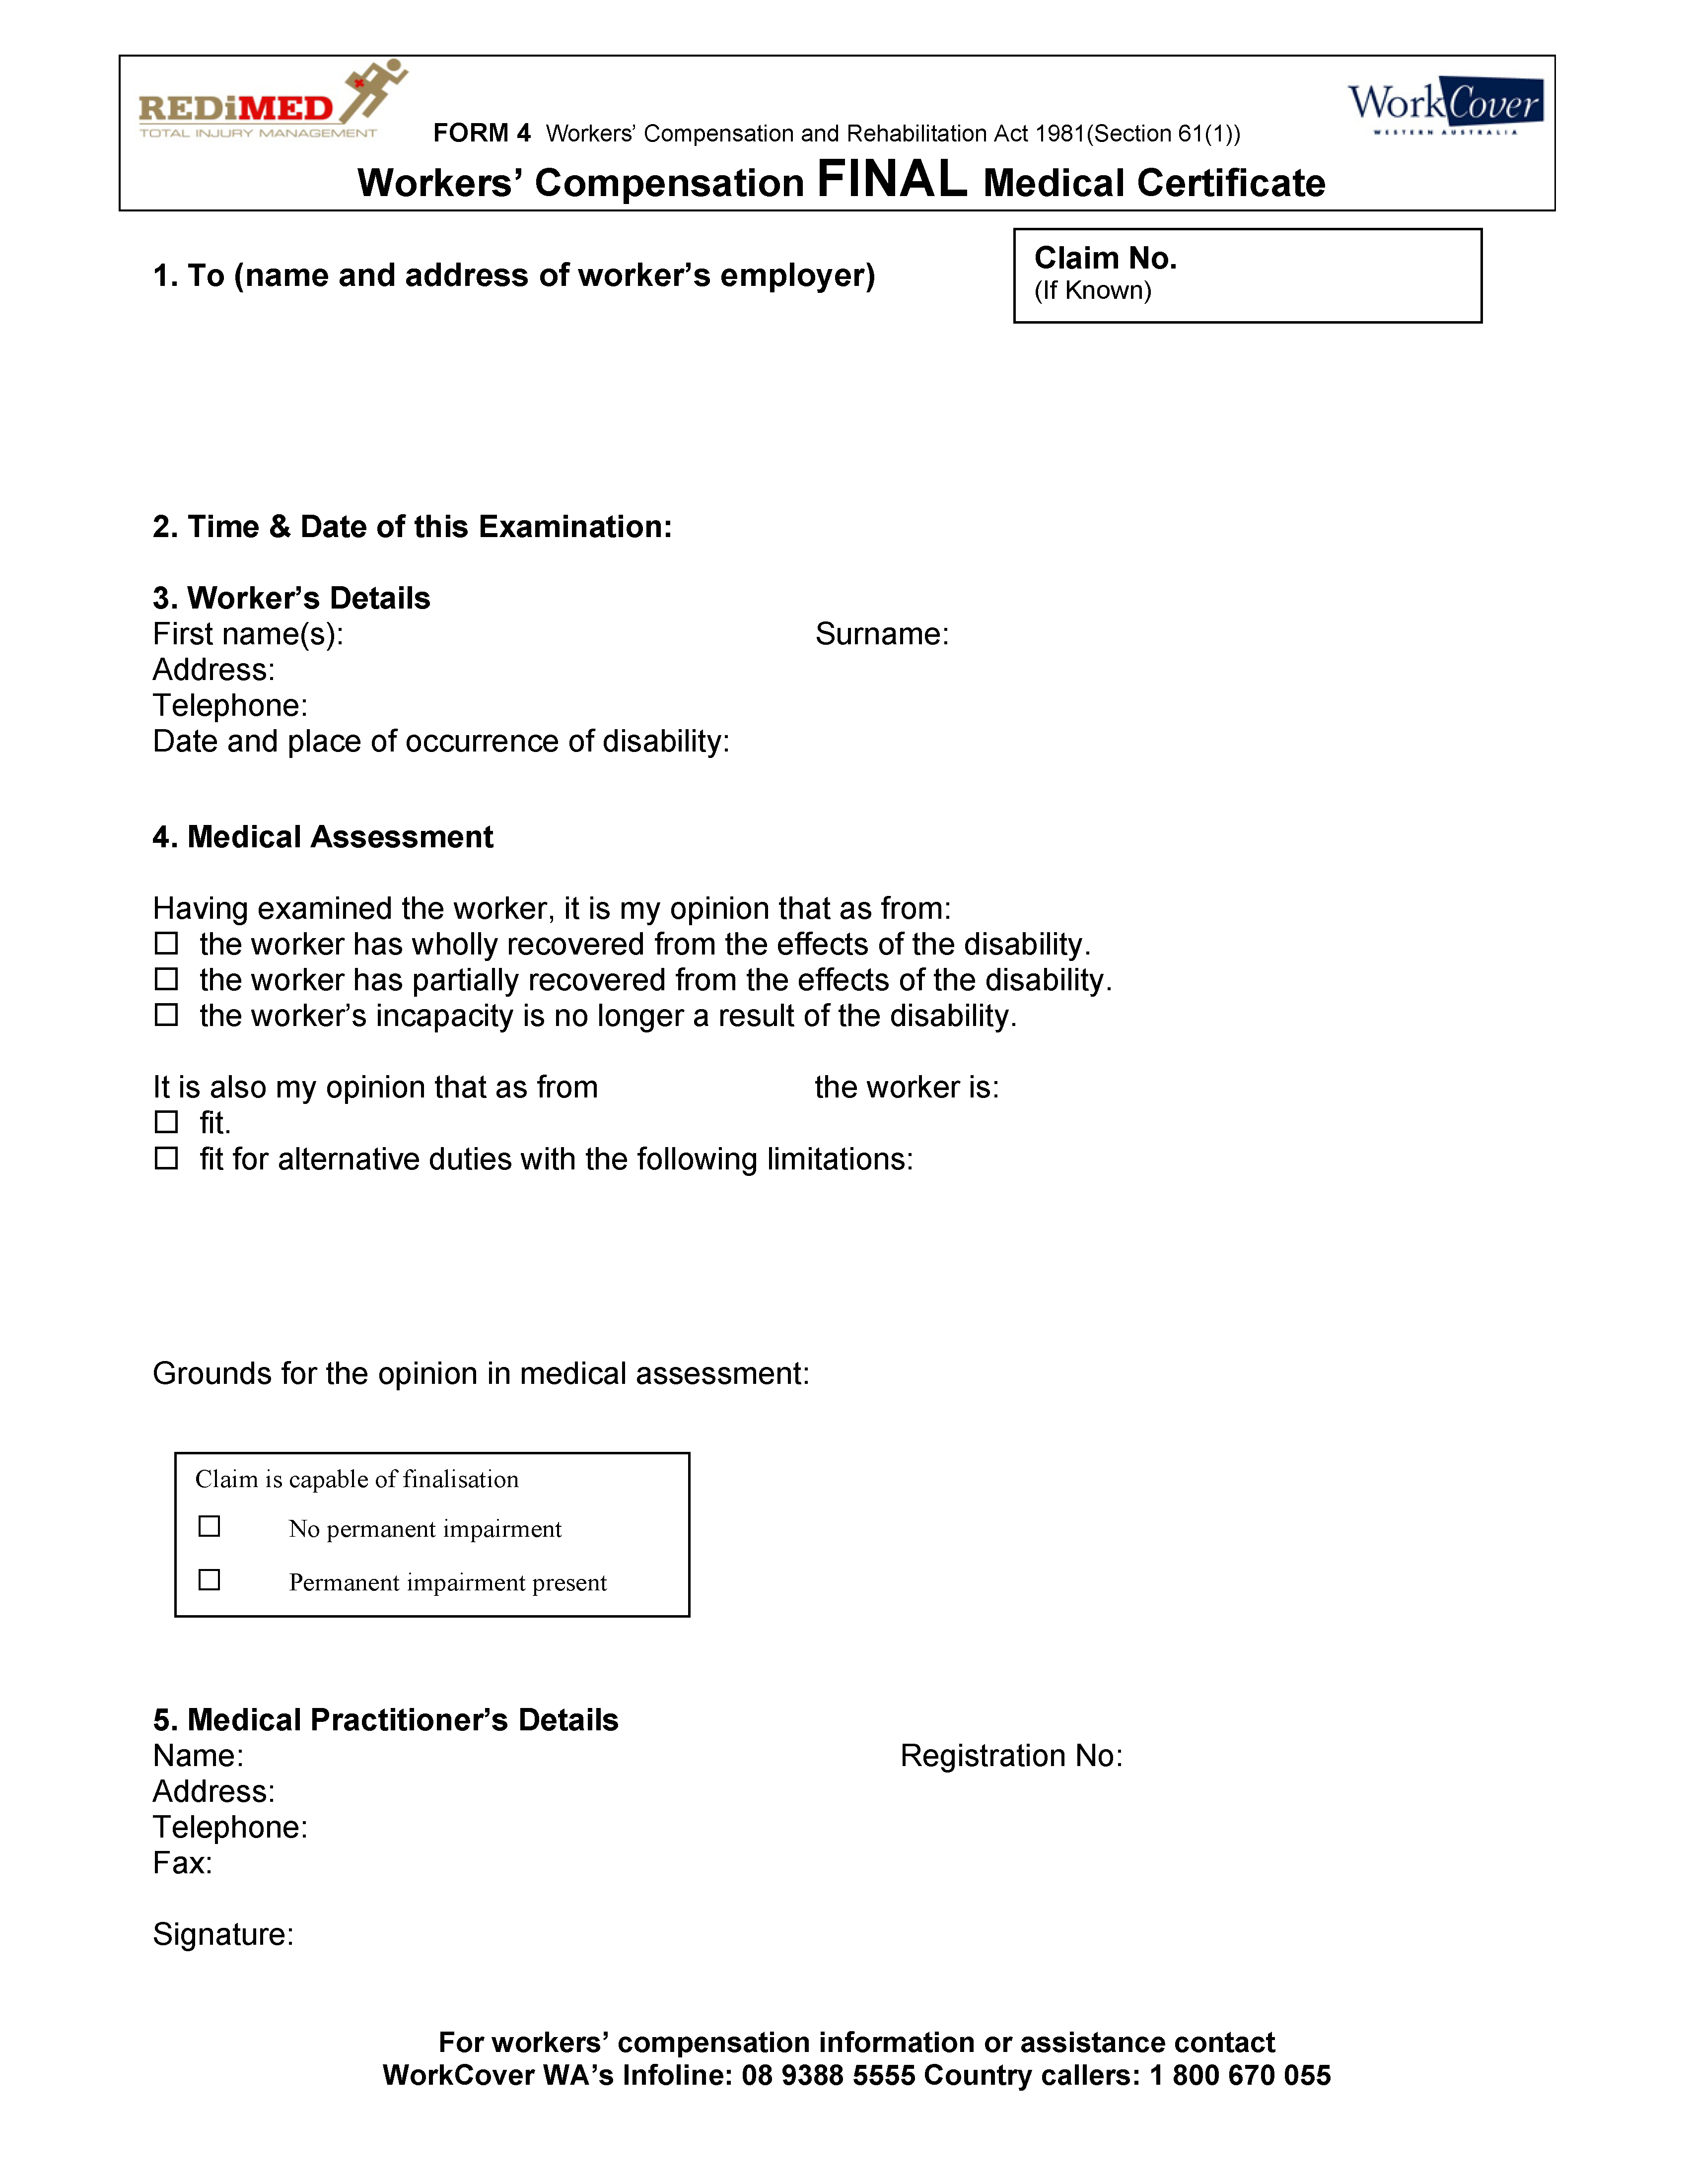 REDiMED
TOTAL INJURY MANAGEMENT
WorkCover
WESTERN AUSTRALIA
FORM 4 Workers’ Compensation and Rehabilitation Act 1981(Section 61(1))
Workers’ Compensation FINAL Medical Certificate
1. To (name and address of worker’s employer)
Claim No.
(If Known)
2. Time & Date of this Examination:
3. Worker’s Details
First name(s): Surname:
Address:
Telephone:
Date and place of occurrence of disability:
4. Medical Assessment
Having examined the worker, it is my opinion that as from:
☐ the worker has wholly recovered from the effects of the disability.
☐ the worker has partially recovered from the effects of the disability.
☐ the worker’s incapacity is no longer a result of the disability.
It is also my opinion that as from the worker is:
☐ fit.
☐ fit for alternative duties with the following limitations:
Grounds for the opinion in medical assessment:
Claim is capable of finalisation
☐ No permanent impairment
☐ Permanent impairment present
5. Medical Practitioner’s Details
Name: Registration No:
Address:
Telephone:
Fax:
Signature:
For workers’ compensation information or assistance contact
WorkCover WA’s Infoline: 08 9388 5555 Country callers: 1 800 670 055